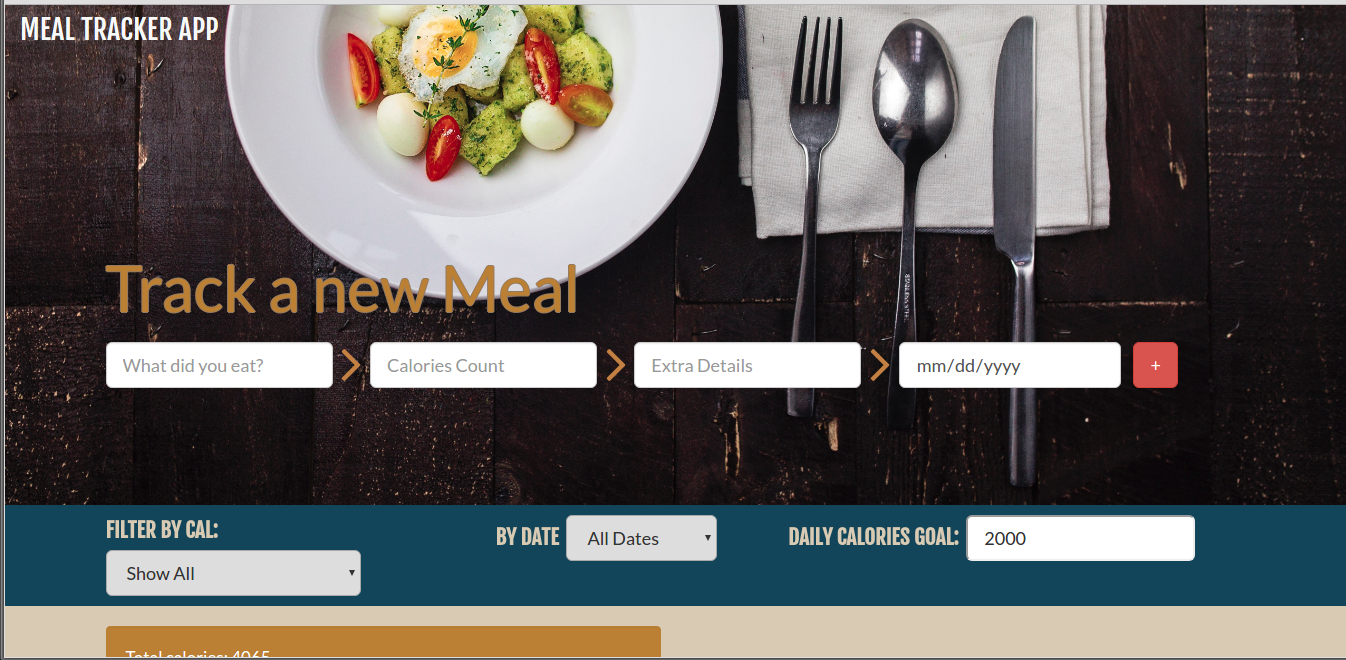 MEAL TRACKER APP
Track a new Meal
What did you eat? Calories Count Extra Details mm/dd/yyyy +
FILTER BY CAL:
Show All
BY DATE All Dates
DAILY CALORIES GOAL: 2000
Total calories: 4065